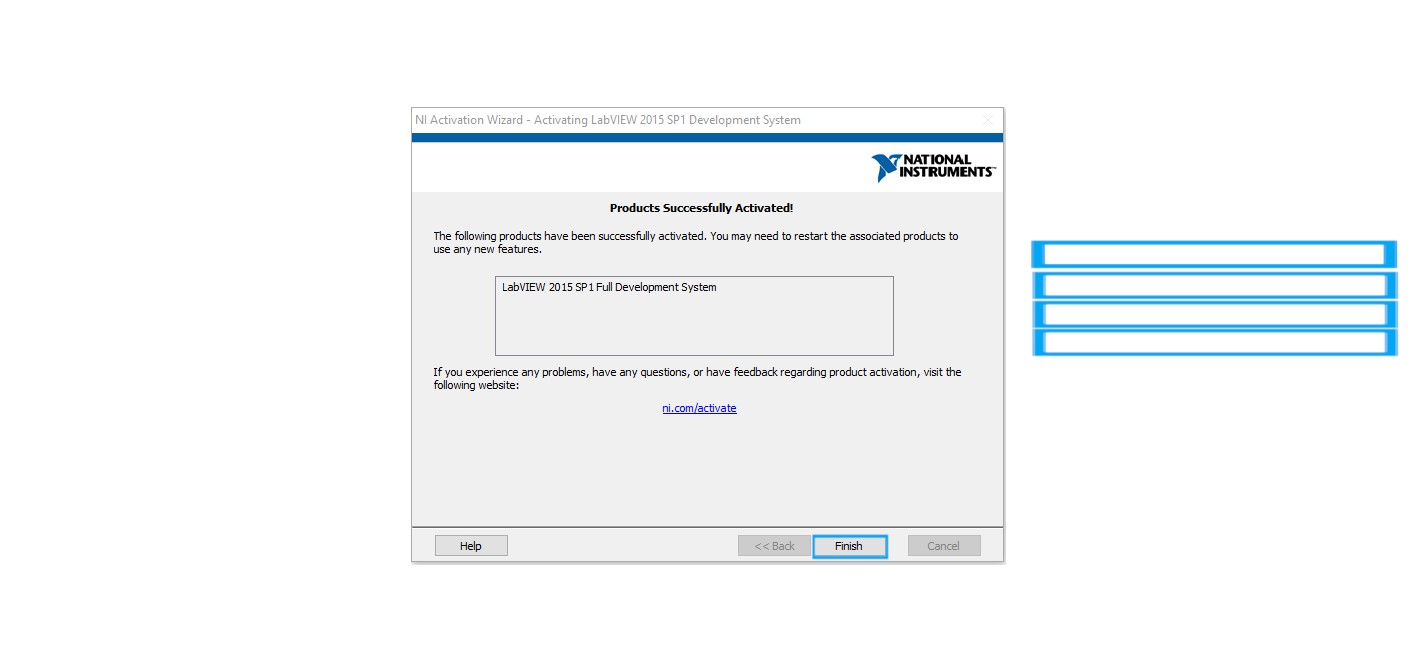 NI Activation Wizard - Activating LabVIEW 2015 SP1 Development System
NATIONAL
INSTRUMENTS™
Products Successfully Activated!
The following products have been successfully activated. You may need to restart the associated products to
use any new features.
LabVIEW 2015 SP1 Full Development System
If you experience any problems, have any questions, or have feedback regarding product activation, visit the
following website:
ni.com/activate
Help
<< Back
Finish
Cancel